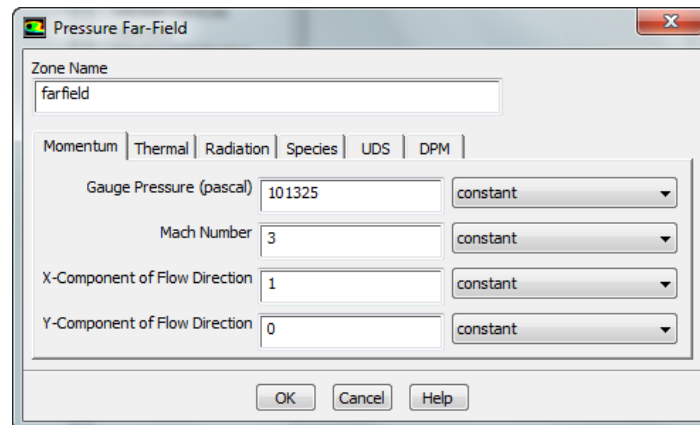 Pressure Far-Field
Zone Name
farfield
Momentum Thermal Radiation Species UDS DPM
Gauge Pressure (pascal) 101325 constant
Mach Number 3 constant
X-Component of Flow Direction 1 constant
Y-Component of Flow Direction 0 constant
OK Cancel Help